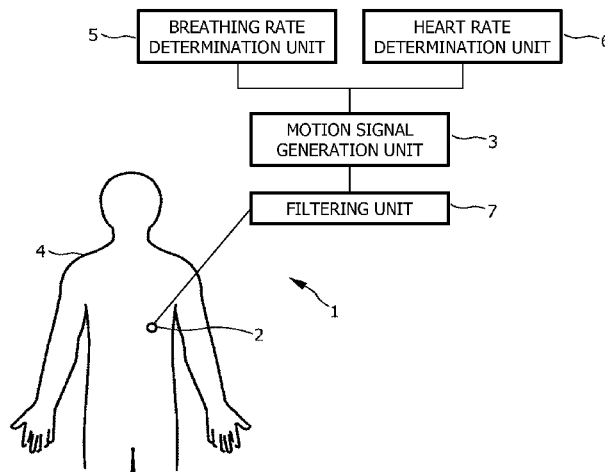 BREATHING RATE
DETERMINATION UNIT
5
HEART RATE
DETERMINATION UNIT
6
MOTION SIGNAL
GENERATION UNIT
3
FILTERING UNIT
7
4
1
2